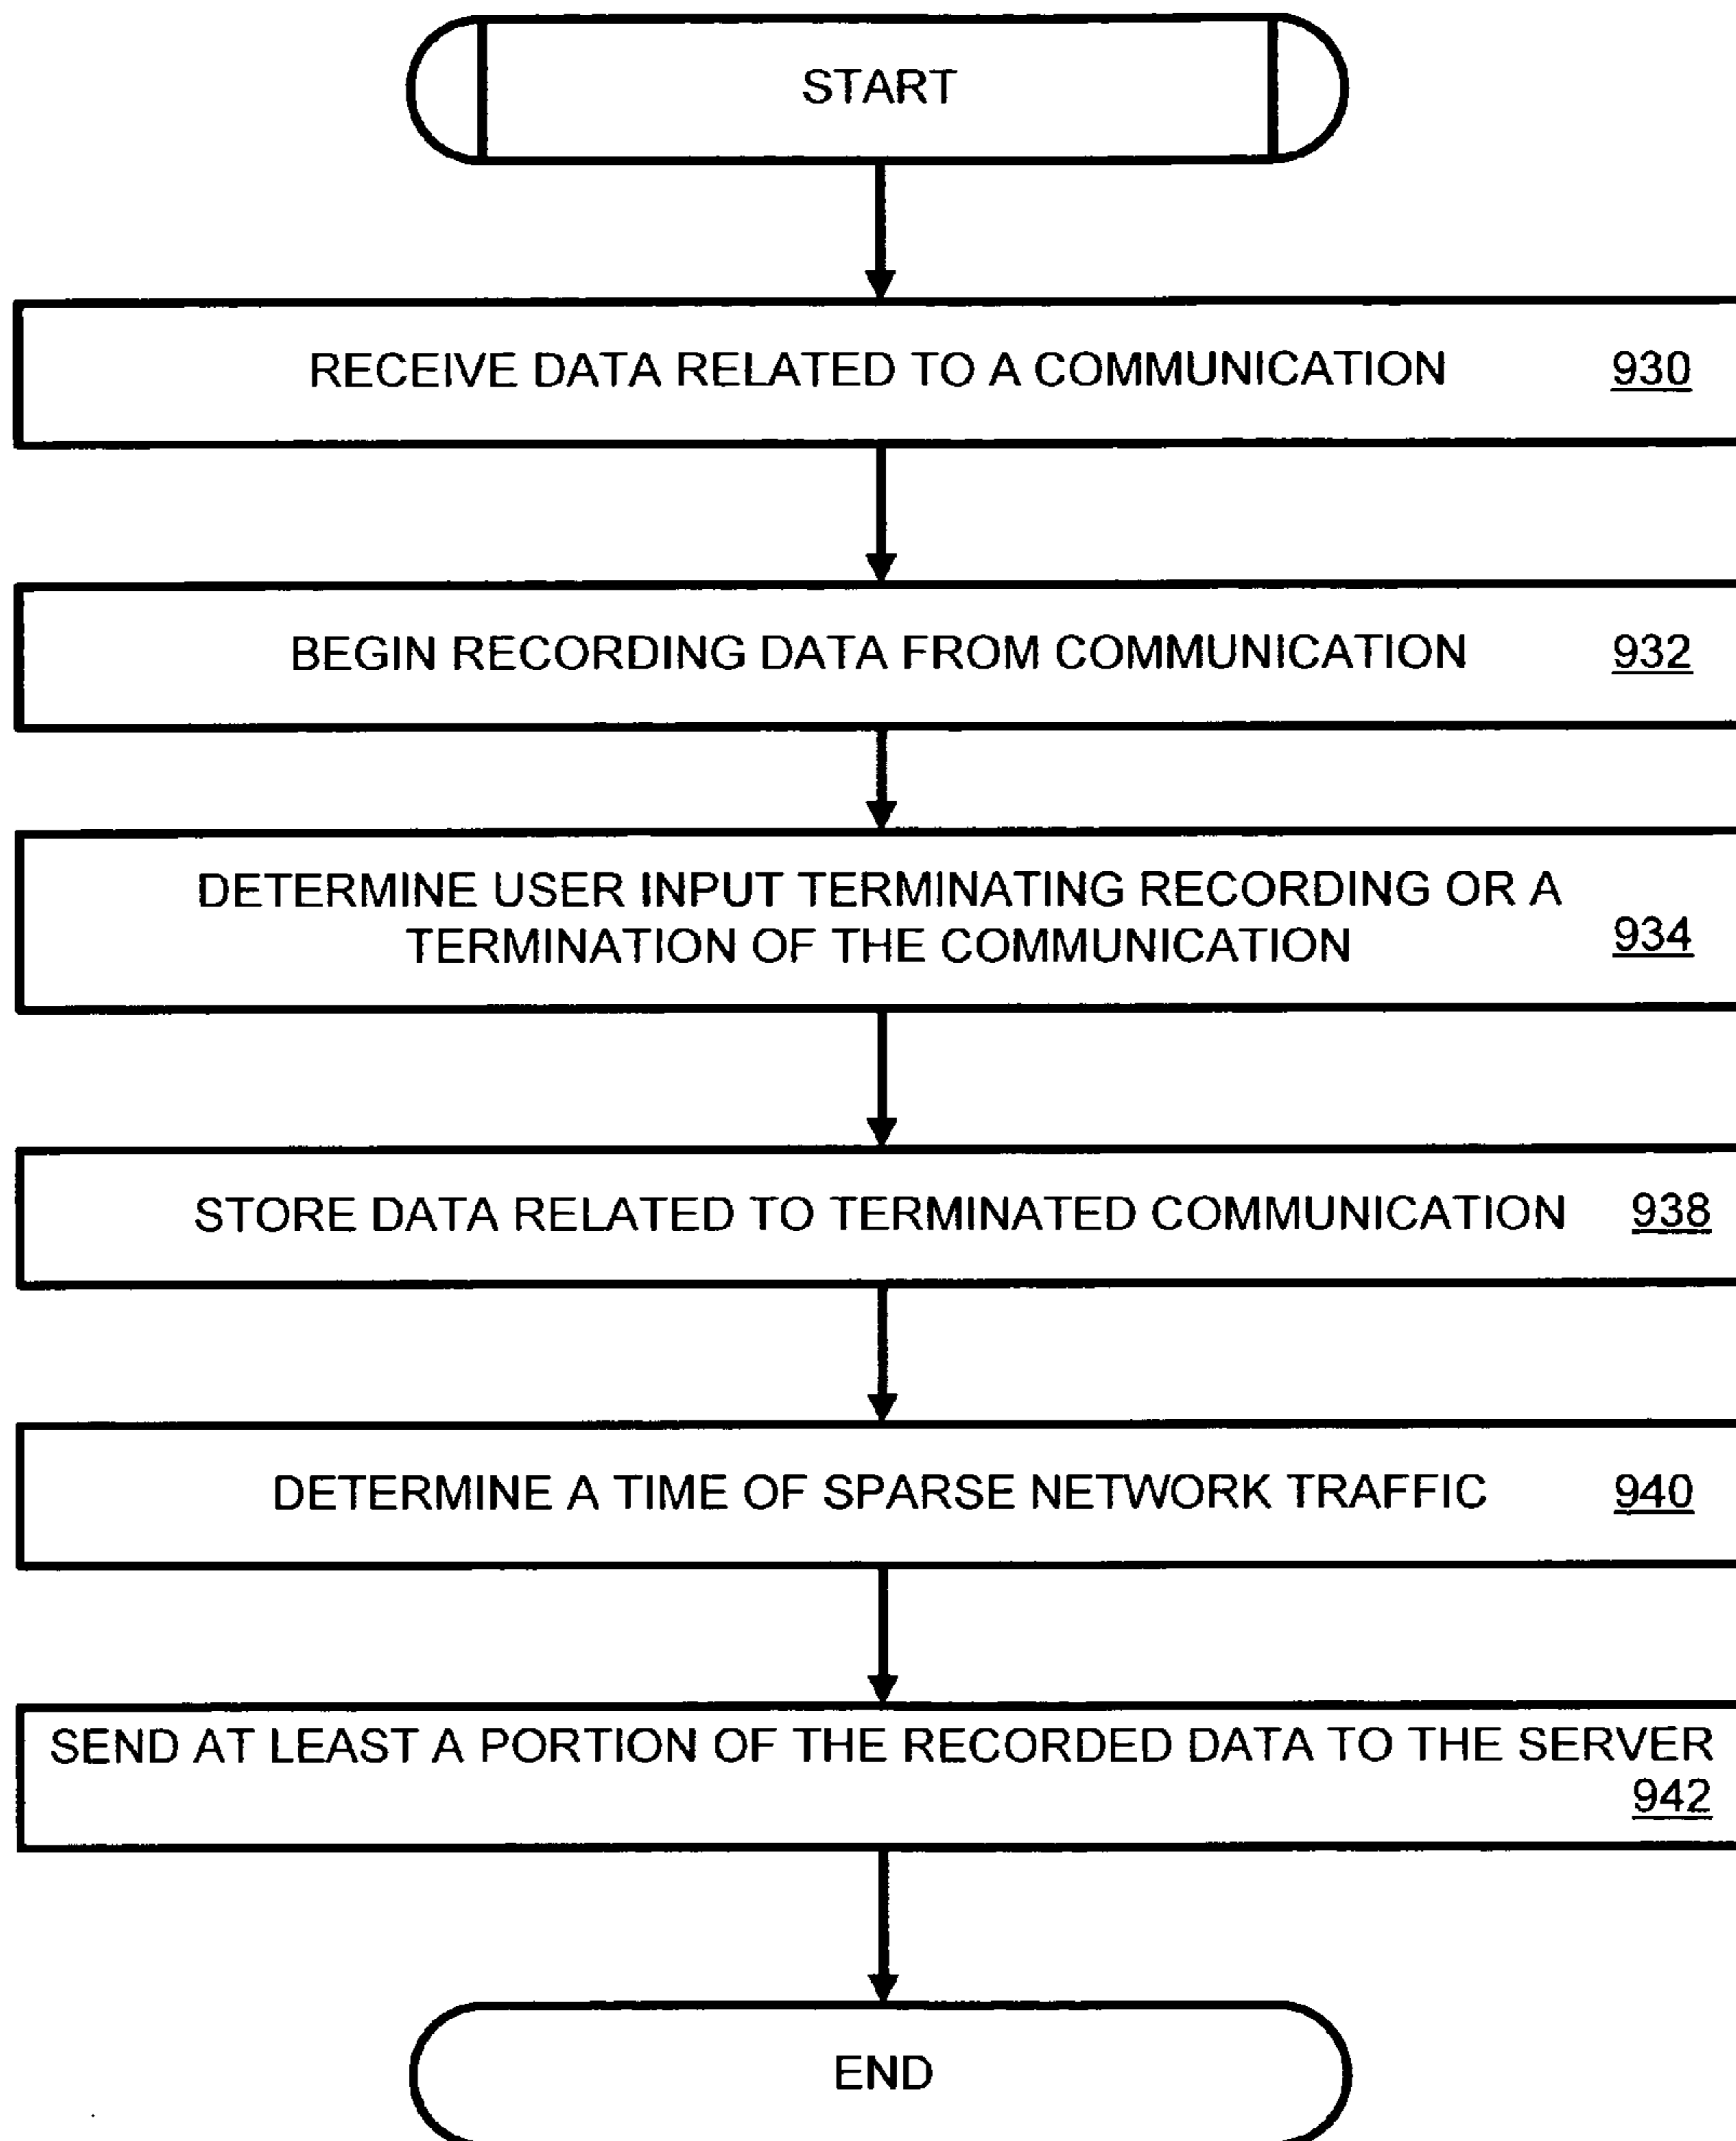 START
RECEIVE DATA RELATED TO A COMMUNICATION 930
BEGIN RECORDING DATA FROM COMMUNICATION 932
DETERMINE USER INPUT TERMINATING RECORDING OR A
TERMINATION OF THE COMMUNICATION 934
STORE DATA RELATED TO TERMINATED COMMUNICATION 938
DETERMINE A TIME OF SPARSE NETWORK TRAFFIC 940
SEND AT LEAST A PORTION OF THE RECORDED DATA TO THE SERVER
942
END